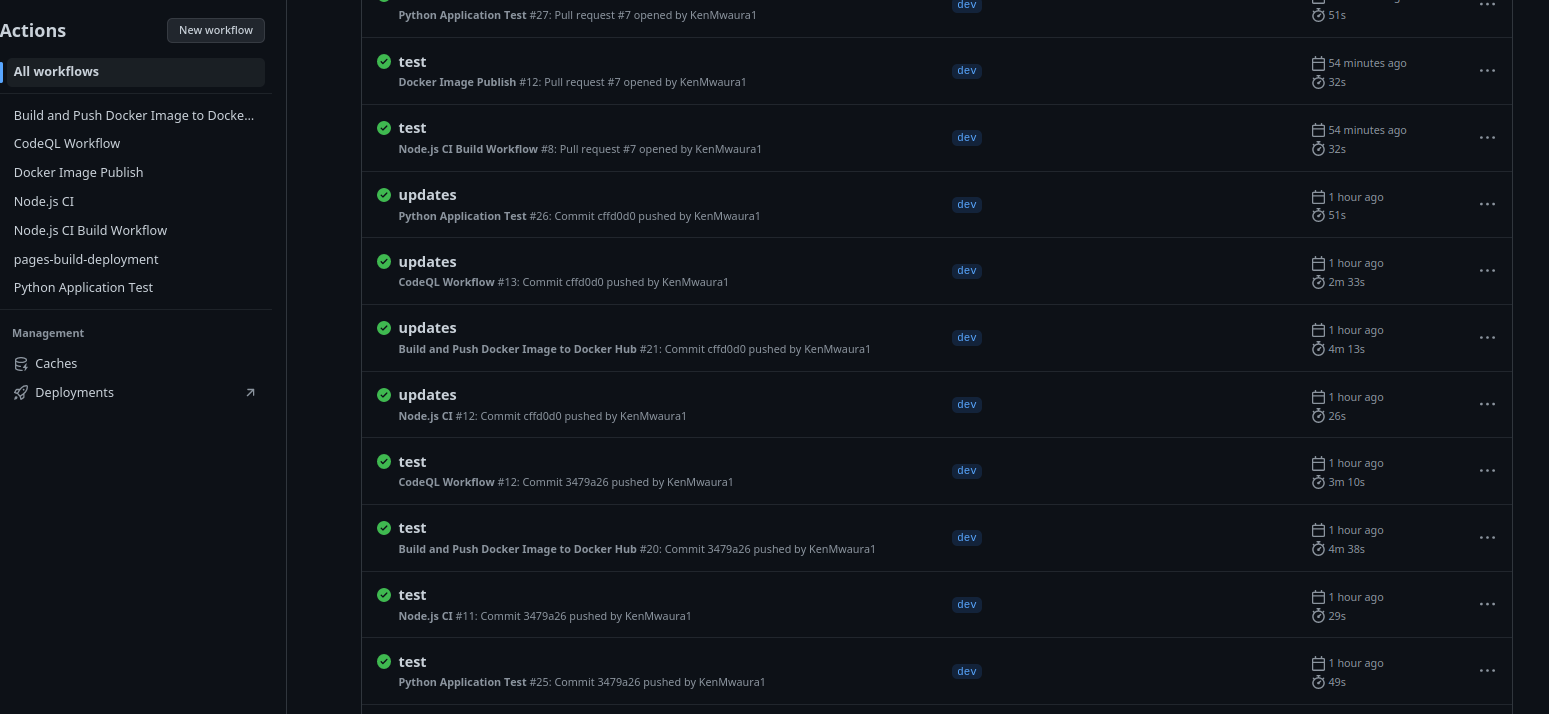 Actions
New workflow
All workflows
Build and Push Docker Image to Docke...
CodeQL Workflow
Docker Image Publish
Node.js CI
Node.js CI Build Workflow
pages-build-deployment
Python Application Test
Management
Caches
Deployments
Python Application Test #27: Pull request #7 opened by KenMwaura1
dev
51s
test
Docker Image Publish #12: Pull request #7 opened by KenMwaura1
dev
54 minutes ago
32s
test
Node.js CI Build Workflow #8: Pull request #7 opened by KenMwaura1
dev
54 minutes ago
32s
updates
Python Application Test #26: Commit cffd0d0 pushed by KenMwaura1
dev
1 hour ago
51s
updates
CodeQL Workflow #13: Commit cffd0d0 pushed by KenMwaura1
dev
1 hour ago
2m 33s
updates
Build and Push Docker Image to Docker Hub #21: Commit cffd0d0 pushed by KenMwaura1
dev
1 hour ago
4m 13s
updates
Node.js CI #12: Commit cffd0d0 pushed by KenMwaura1
dev
1 hour ago
26s
test
CodeQL Workflow #12: Commit 3479a26 pushed by KenMwaura1
dev
1 hour ago
3m 10s
test
Build and Push Docker Image to Docker Hub #20: Commit 3479a26 pushed by KenMwaura1
dev
1 hour ago
4m 38s
test
Node.js CI #11: Commit 3479a26 pushed by KenMwaura1
dev
1 hour ago
29s
test
Python Application Test #25: Commit 3479a26 pushed by KenMwaura1
dev
1 hour ago
49s